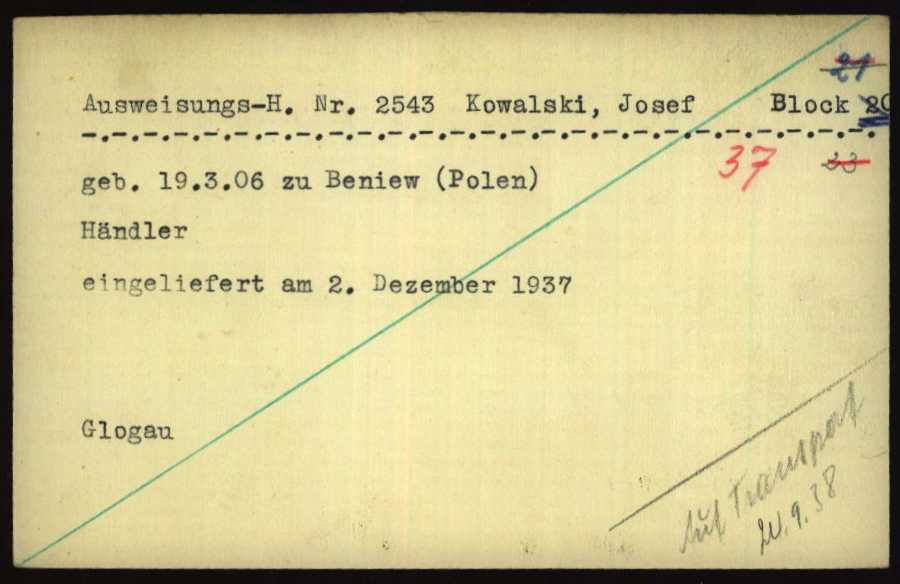 21
Ausweisungs-H. Nr. 2543 Kowalski, Josef Block 20
37 33
geb. 19.3.06 zu Beniew (Polen)
Händler
eingeliefert am 2. Dezember 1937
Glogau
Auf Transport
24.9.38